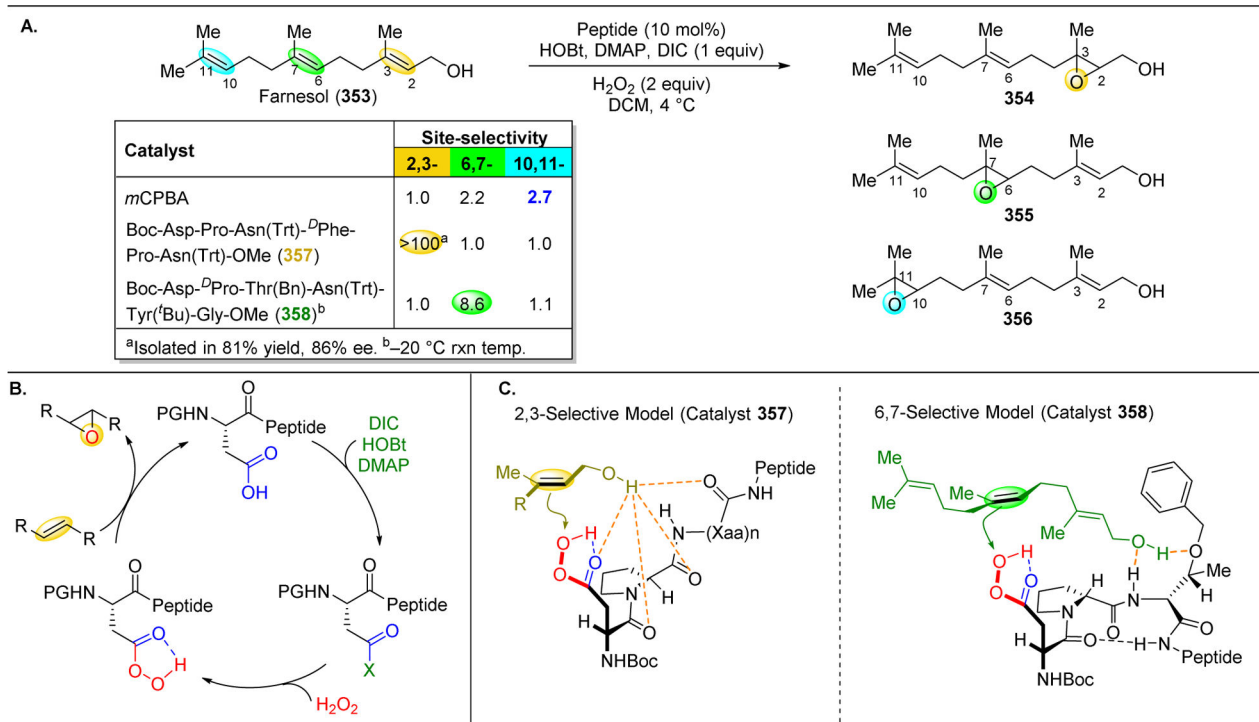 A.
Me
Me
Me
Me
11
10
7
6
3
2
OH
Farnesol (353)
Peptide (10 mol%)
HOBt, DMAP, DIC (1 equiv)
H2O2 (2 equiv)
DCM, 4 °C
Me
Me
Me
Me
11
10
7
6
3
2
O
OH
354
Me
Me
Me
Me
11
10
7
6
3
2
O
OH
355
Me
Me
Me
Me
11
10
7
6
3
2
O
OH
356
Catalyst
Site-selectivity
2,3- 6,7- 10,11-
mCPBA 1.0 2.2 2.7
Boc-Asp-Pro-Asn(Trt)-DPhe-
Pro-Asn(Trt)-OMe (357) >100a 1.0 1.0
Boc-Asp-DPro-Thr(Bn)-Asn(Trt)-
Tyr(tBu)-Gly-OMe (358)b 1.0 8.6 1.1
aIsolated in 81% yield, 86% ee. b–20 °C rxn temp.
B.
R
R
O
PGHN
O
Peptide
O
OH
DIC
HOBt
DMAP
R
R
PGHN
O
Peptide
O
O
O
H
PGHN
O
Peptide
O
X
H2O2
C.
2,3-Selective Model (Catalyst 357)
Me
R
O
H
O
NH
Peptide
H
N
(Xaa)n
O
H
O
O
O
N
H
O
H
O
NHBoc
6,7-Selective Model (Catalyst 358)
Me
Me
Me
Me
O
H
O
H
O
O
O
H
N
H
O
H
N
H
Me
O
H
N
Peptide
H
O
NHBoc